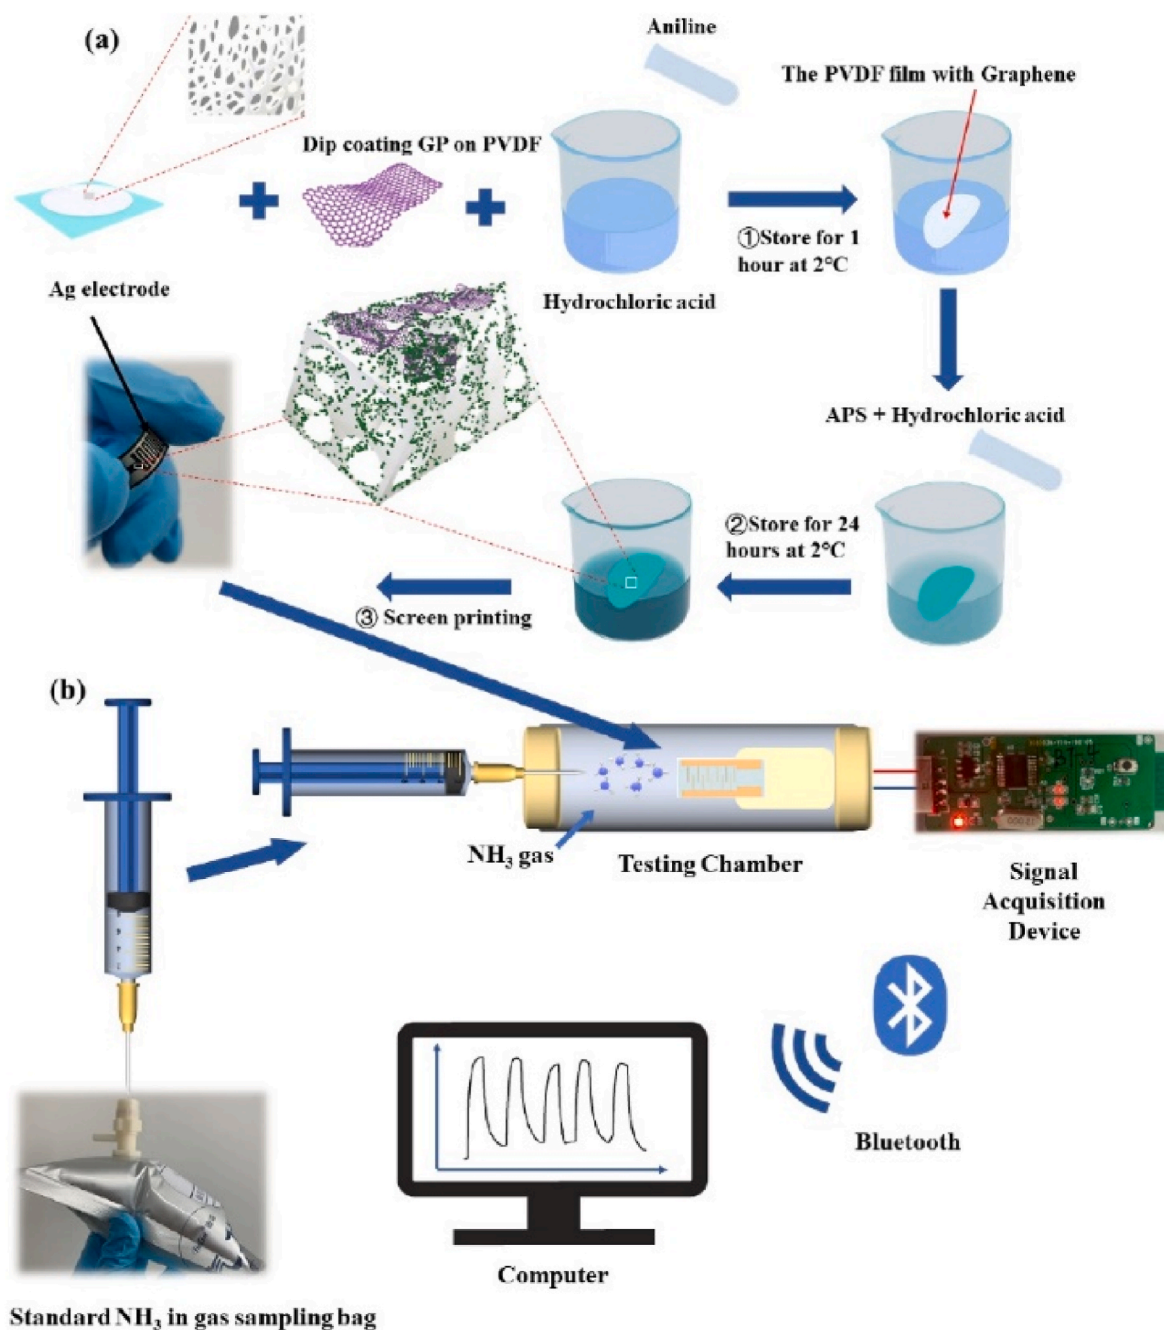 (a)
Aniline
The PVDF film with Graphene
Dip coating GP on PVDF
①Store for 1
hour at 2℃
Ag electrode
Hydrochloric acid
APS + Hydrochloric acid
②Store for 24
hours at 2℃
③ Screen printing
(b)
NH₃ gas
Testing Chamber
Signal
Acquisition
Device
Bluetooth
Computer
Standard NH₃ in gas sampling bag